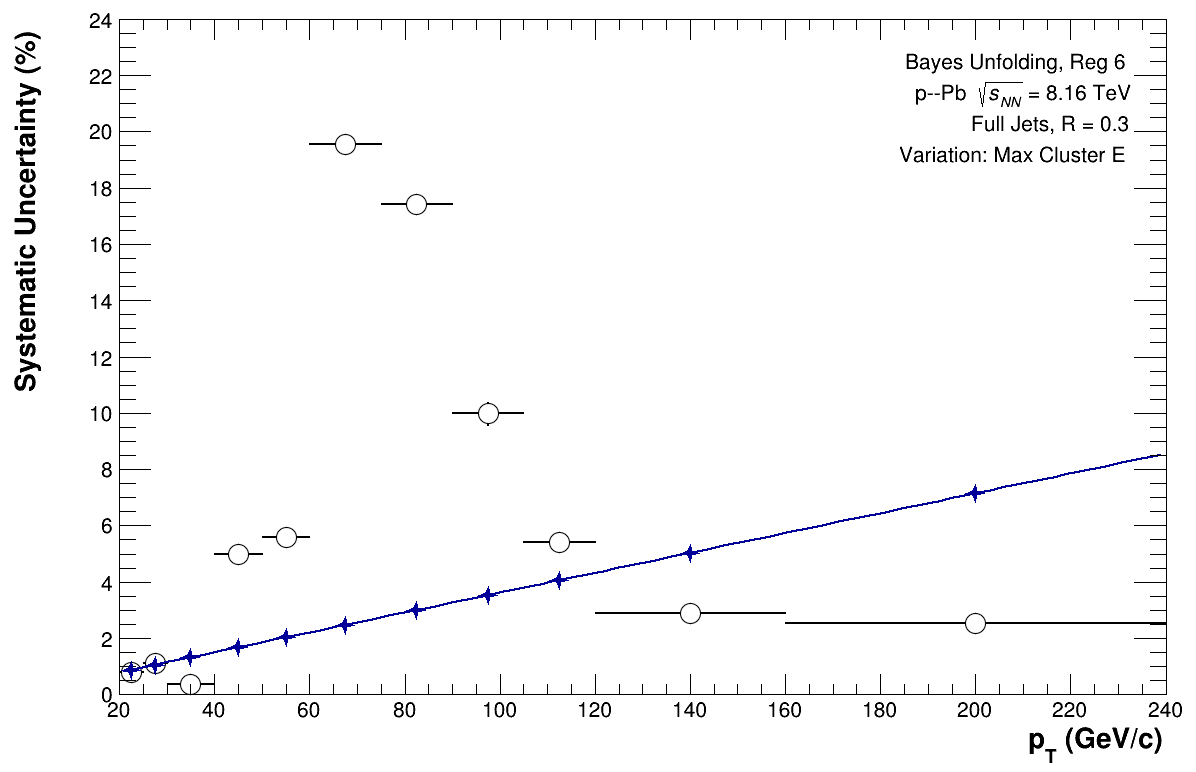 Systematic Uncertainty (%)
24
22
20
18
16
14
12
10
8
6
4
2
0
Bayes Unfolding, Reg 6
p--Pb √s_NN = 8.16 TeV
Full Jets, R = 0.3
Variation: Max Cluster E
20 40 60 80 100 120 140 160 180 200 220 240
p_T (GeV/c)